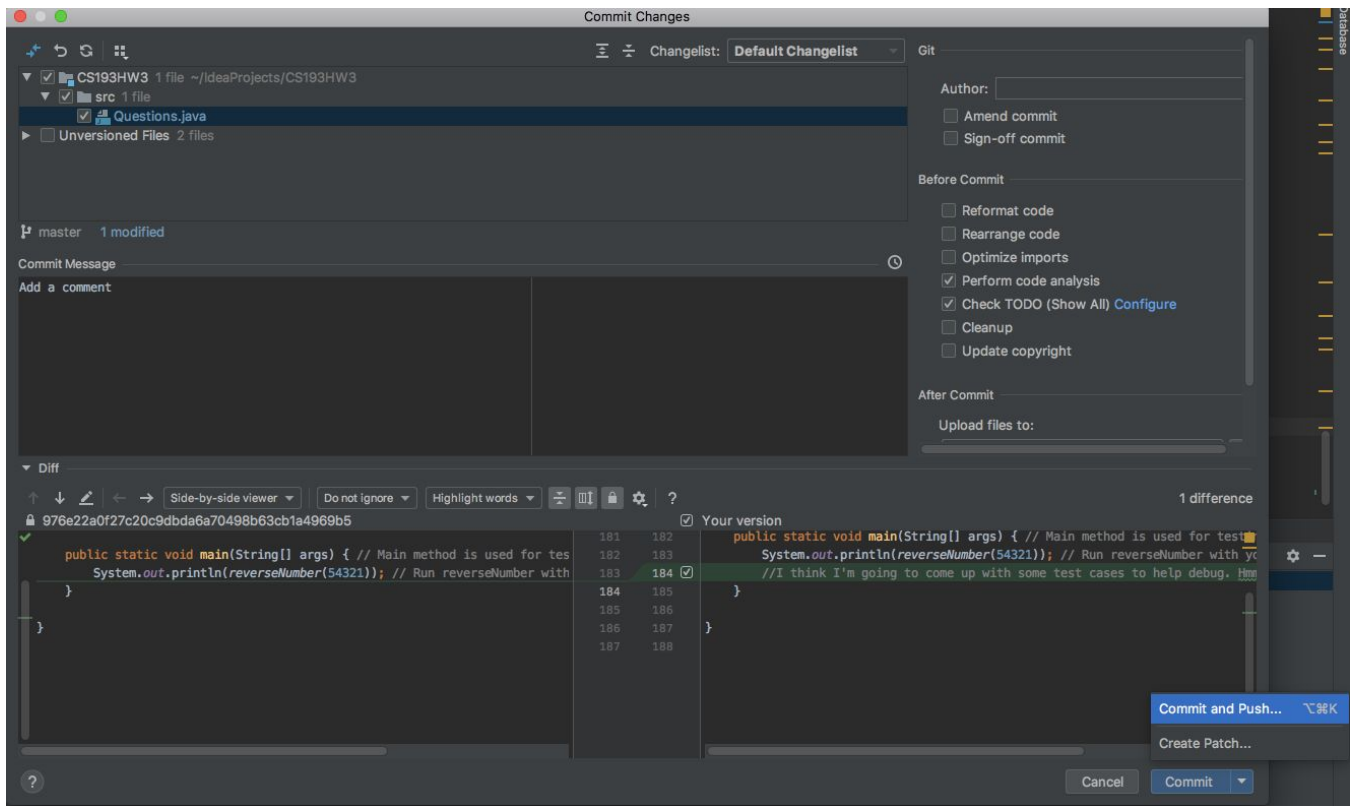 Commit Changes
Changelist: Default Changelist
CS193HW3 1 file ~/IdeaProjects/CS193HW3
src 1 file
Questions.java
Unversioned Files 2 files
master 1 modified
Commit Message
Add a comment
Git
Author:
Amend commit
Sign-off commit
Before Commit
Reformat code
Rearrange code
Optimize imports
Perform code analysis
Check TODO (Show All) Configure
Cleanup
Update copyright
After Commit
Upload files to:
Database
Diff
Side-by-side viewer Do not ignore Highlight words ? 1 difference
976e22a0f27c20c9dbda6a70498b63cb1a4969b5
public static void main(String[] args) { // Main method is used for tes
System.out.println(reverseNumber(54321)); // Run reverseNumber with
}
}
181 182
182 183
183 184
184 185
185 186
186 187
187 188
Your version
public static void main(String[] args) { // Main method is used for test
System.out.println(reverseNumber(54321)); // Run reverseNumber with yo
//I think I'm going to come up with some test cases to help debug. Hmm
}
}
Commit and Push... ⌥⌘K
Create Patch...
? Cancel Commit